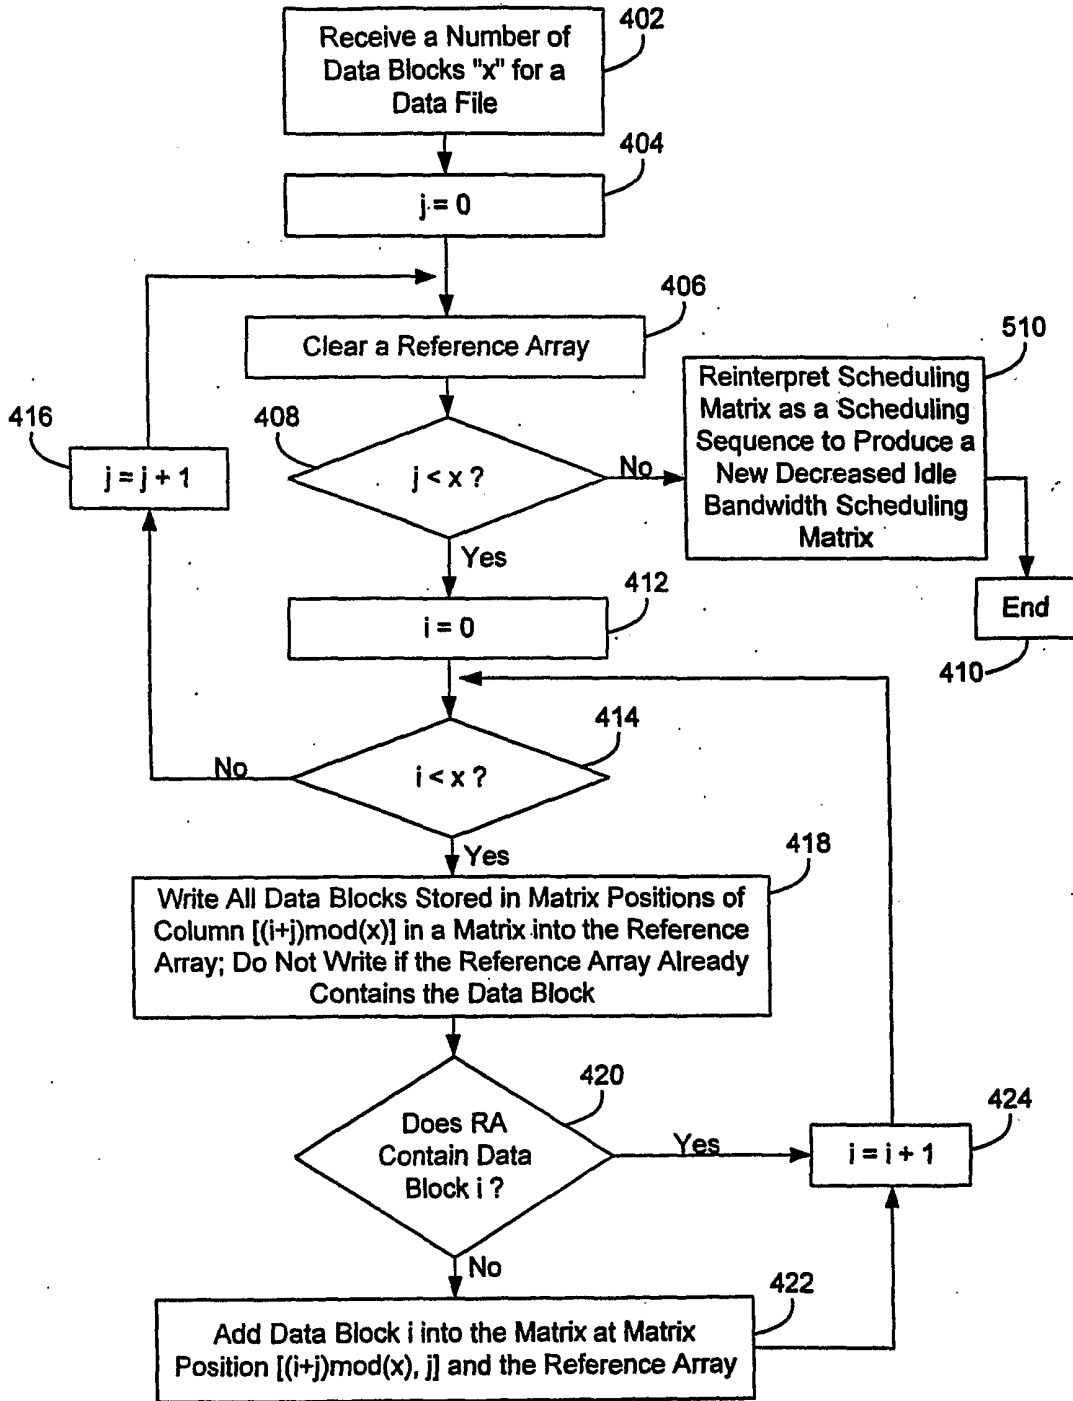 402
Receive a Number of
Data Blocks "x" for a
Data File
404
j = 0
406
Clear a Reference Array
510
Reinterpret Scheduling
Matrix as a Scheduling
Sequence to Produce a
New Decreased Idle
Bandwidth Scheduling
Matrix
416
j = j + 1
408
j < x ?
No
Yes
412
i = 0
End
410
414
i < x ?
No
Yes
418
Write All Data Blocks Stored in Matrix Positions of
Column [(i+j)mod(x)] in a Matrix into the Reference
Array; Do Not Write if the Reference Array Already
Contains the Data Block
420
Does RA
Contain Data
Block i ?
Yes
424
i = i + 1
No
422
Add Data Block i into the Matrix at Matrix
Position [(i+j)mod(x), j] and the Reference Array